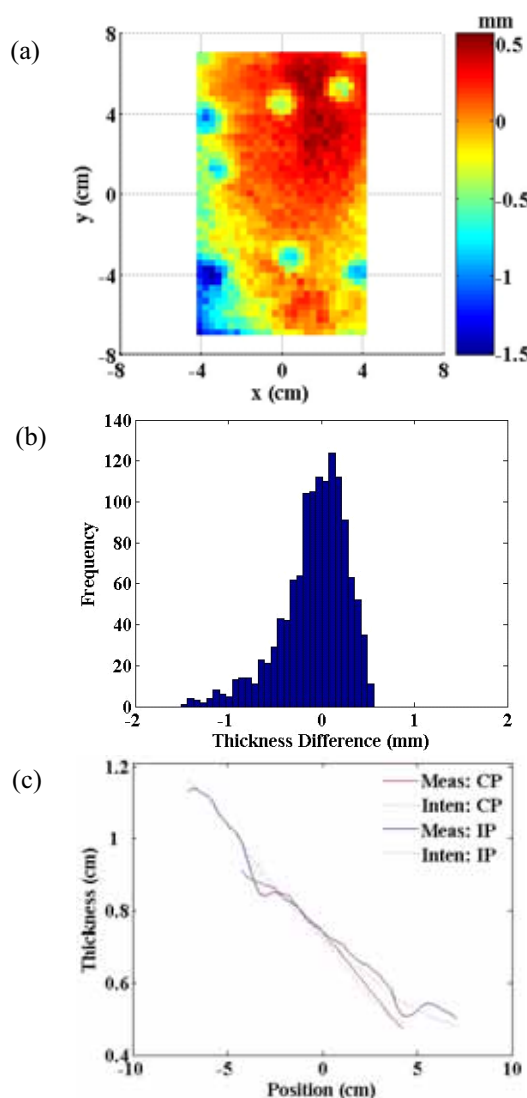 (a)
mm
0.5
0
-0.5
-1
-1.5
8
4
0
-4
-8
y (cm)
-8 -4 0 4 8
x (cm)
(b)
140
120
100
80
60
40
20
0
Frequency
-2 -1 0 1 2
Thickness Difference (mm)
(c)
1.2
1
0.8
0.6
0.4
Thickness (cm)
Meas: CP
Inten: CP
Meas: IP
Inten: IP
-10 -5 0 5 10
Position (cm)